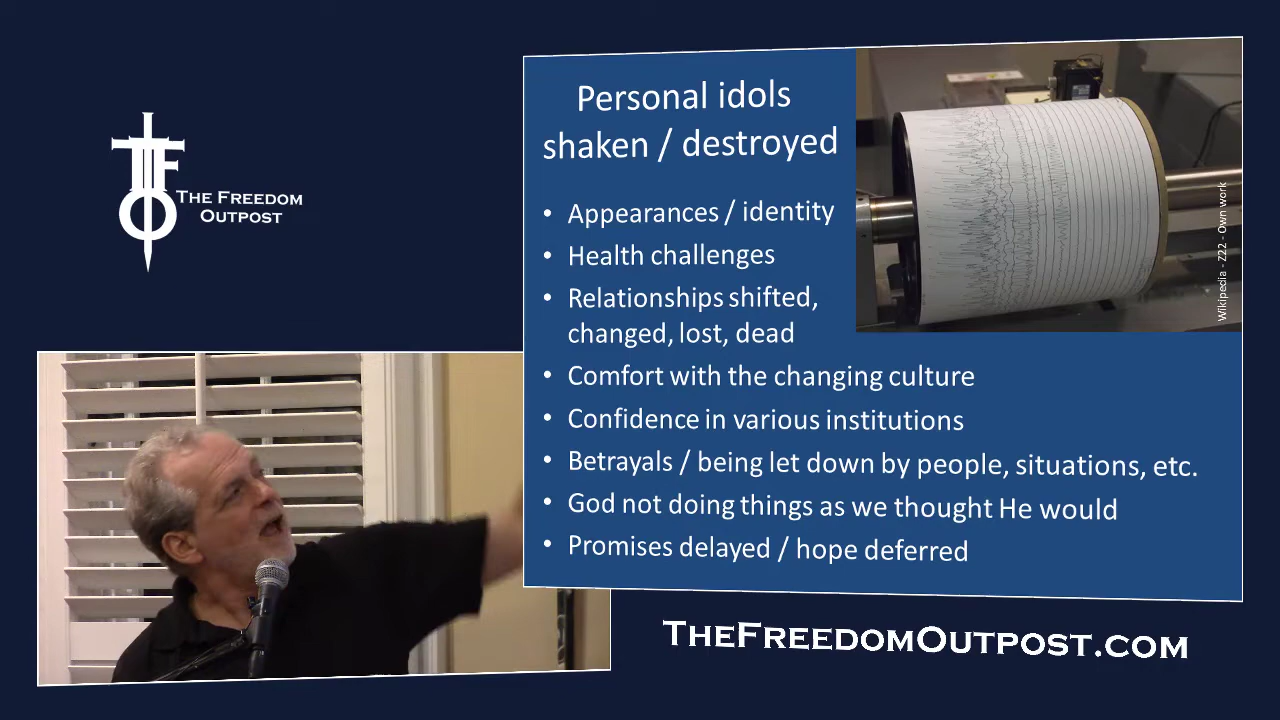 TF
THE FREEDOM
OUTPOST
Personal idols
shaken / destroyed
• Appearances / identity
• Health challenges
• Relationships shifted,
changed, lost, dead
• Comfort with the changing culture
• Confidence in various institutions
• Betrayals / being let down by people, situations, etc.
• God not doing things as we thought He would
• Promises delayed / hope deferred
Wikipedia - Z22 - Own work
THEFREEDOMOUTPOST.COM